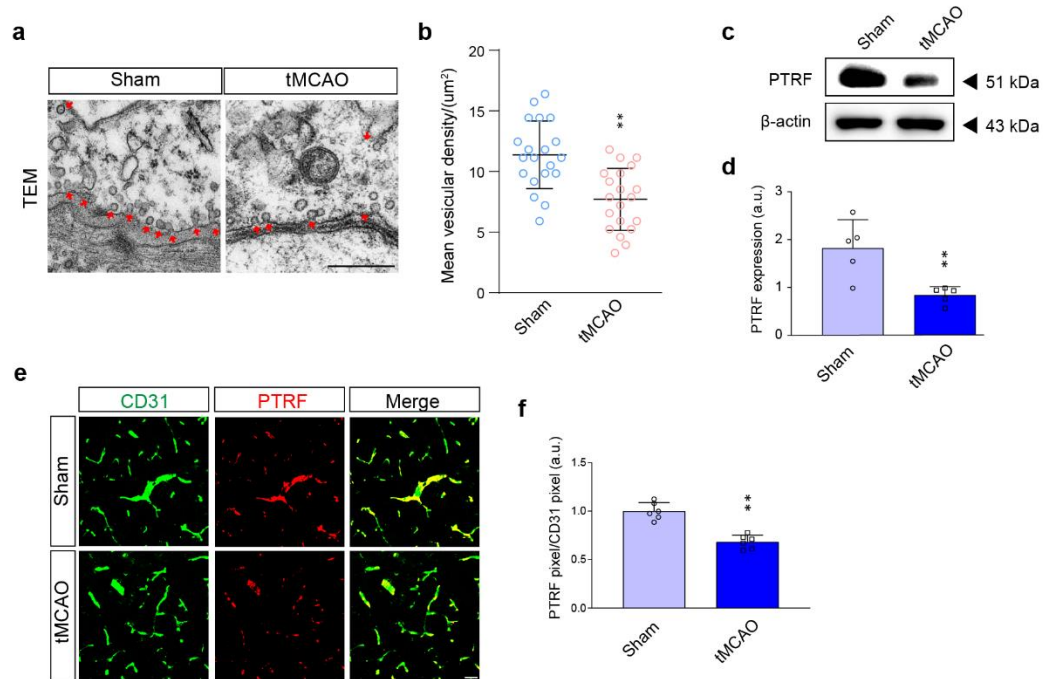 a
Sham
tMCAO
TEM
b
Mean vesicular density/(um²)
20
15
10
5
0
**
Sham
tMCAO
c
Sham
tMCAO
PTRF
◀ 51 kDa
β-actin
◀ 43 kDa
d
PTRF expression (a.u.)
3
2
1
0
**
Sham
tMCAO
e
CD31
PTRF
Merge
Sham
tMCAO
f
PTRF pixel/CD31 pixel (a.u.)
1.5
1.0
0.5
0.0
**
Sham
tMCAO